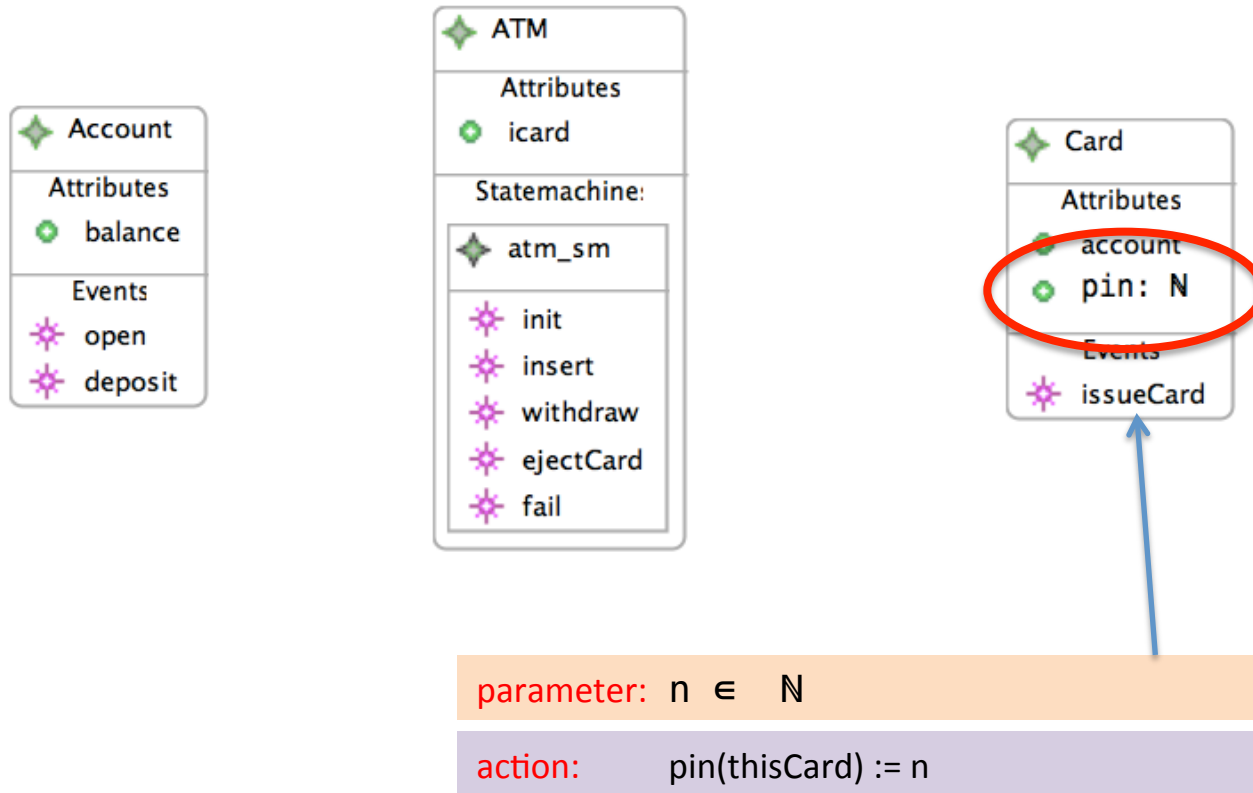 ATM
Attributes
icard
Statemachine:
atm_sm
init
insert
withdraw
ejectCard
fail
Account
Attributes
balance
Events
open
deposit
Card
Attributes
account
pin: ℕ
Events
issueCard
parameter: n ∈ ℕ
action: pin(thisCard) := n